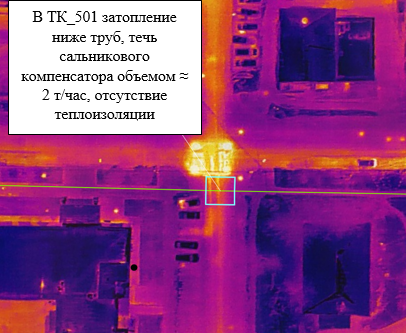 В ТК_501 затопление
ниже труб, течь
сальникового
компенсатора объемом ≈
2 т/час, отсутствие
теплоизоляции